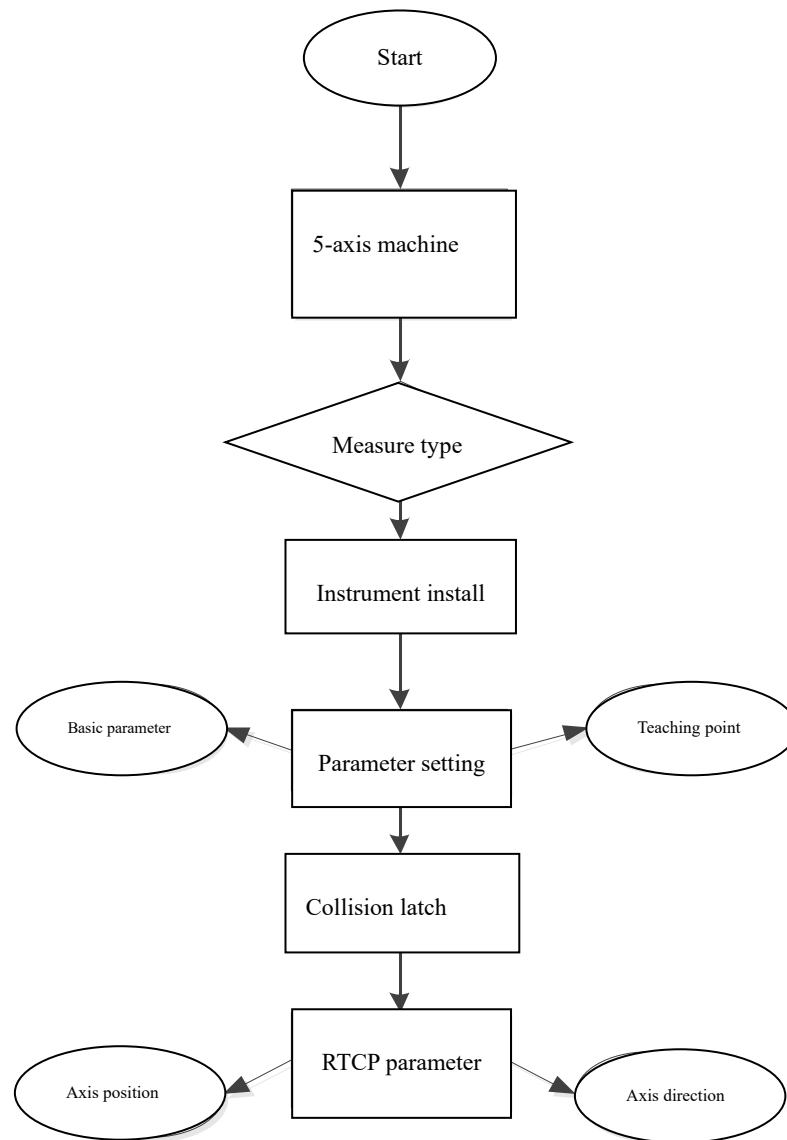 Start
5-axis machine
Measure type
Instrument install
Basic parameter
Teaching point
Parameter setting
Collision latch
RTCP parameter
Axis position
Axis direction